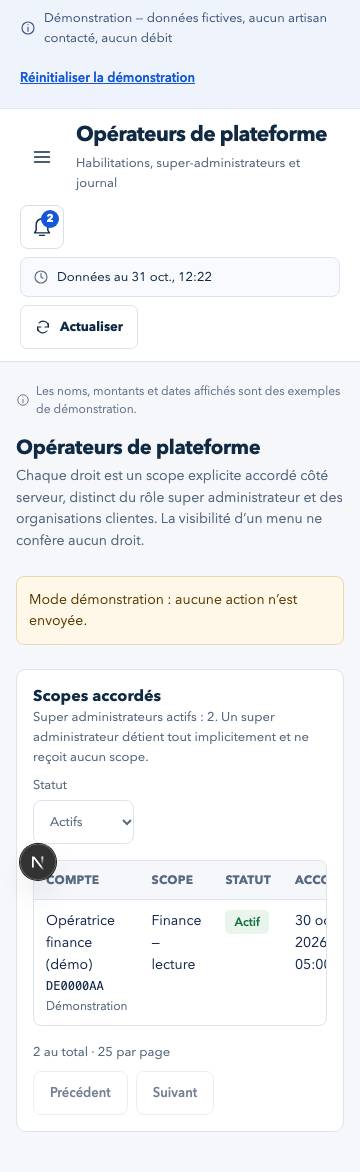 Démonstration — données fictives, aucun artisan
contacté, aucun débit
Réinitialiser la démonstration
Opérateurs de plateforme
Habilitations, super-administrateurs et
journal
2
Données au 31 oct., 12:22
Actualiser
Les noms, montants et dates affichés sont des exemples
de démonstration.
Opérateurs de plateforme
Chaque droit est un scope explicite accordé côté
serveur, distinct du rôle super administrateur et des
organisations clientes. La visibilité d’un menu ne
confère aucun droit.
Mode démonstration : aucune action n’est
envoyée.
Scopes accordés
Super administrateurs actifs : 2. Un super
administrateur détient tout implicitement et ne
reçoit aucun scope.
Statut
Actifs
N
COMPTE SCOPE STATUT
Opératrice Finance Actif 30
finance — 2026
(démo) lecture 05:00
DE0000AA
Démonstration
2 au total · 25 par page
Précédent Suivant